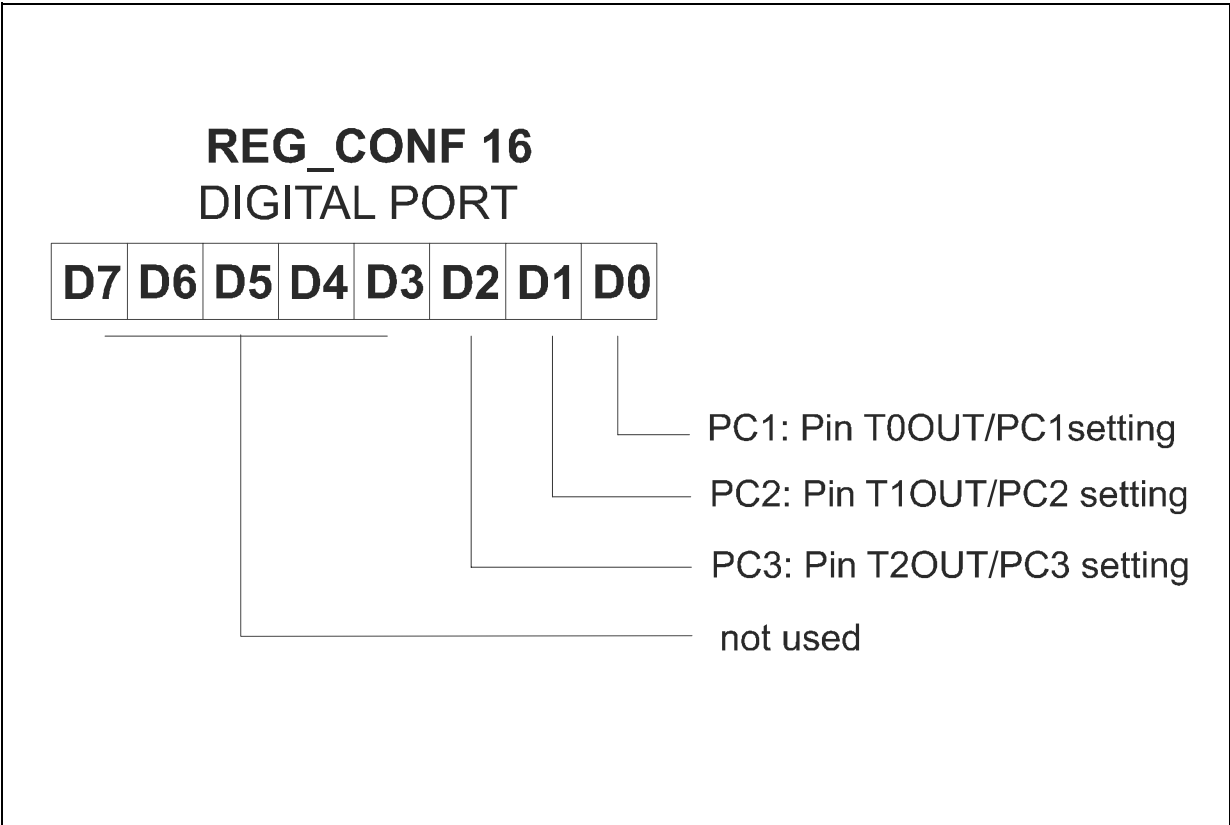 REG_CONF 16
DIGITAL PORT
D7 D6 D5 D4 D3 D2 D1 D0
PC1: Pin T0OUT/PC1setting
PC2: Pin T1OUT/PC2 setting
PC3: Pin T2OUT/PC3 setting
not used